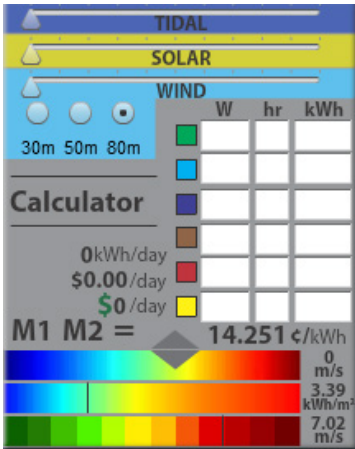 TIDAL
SOLAR
WIND
W hr kWh
30m 50m 80m
Calculator
0kWh/day
$0.00 /day
$0 /day
M1 M2 = 14.251 ¢/kWh
0
m/s
3.39
kWh/m²
7.02
m/s